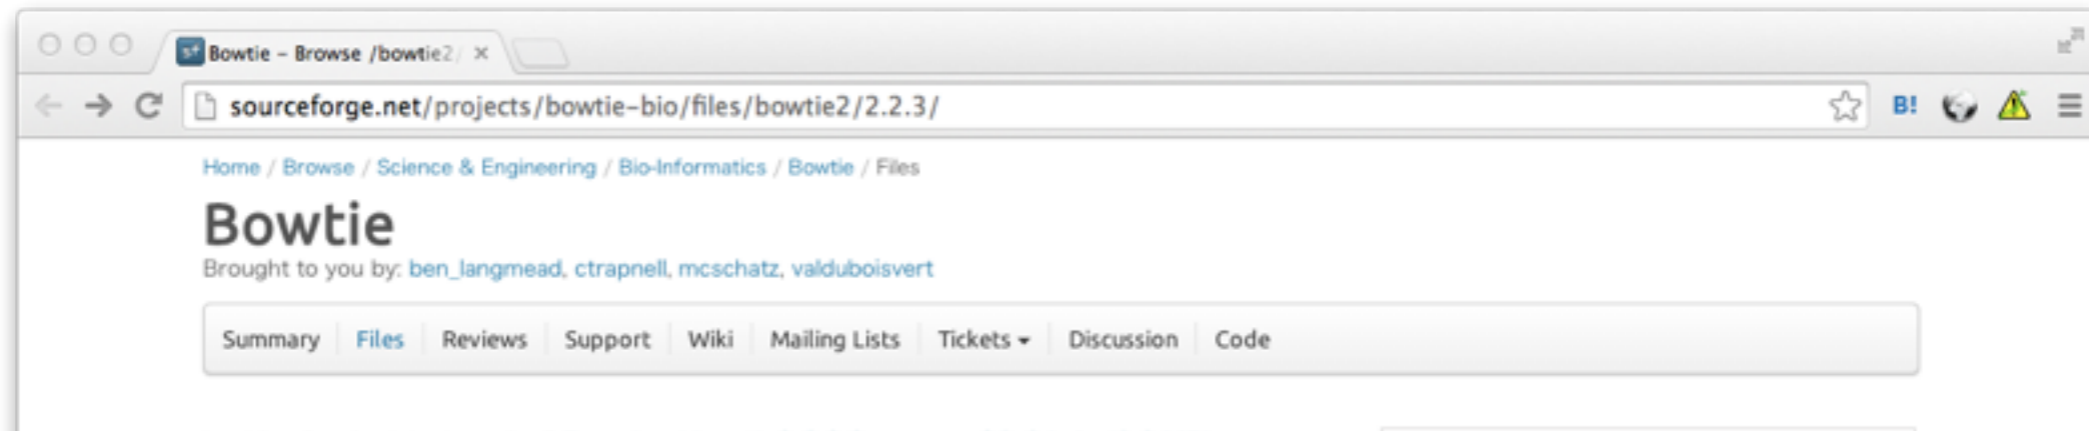 Bowtie – Browse /bowtie2/
sourceforge.net/projects/bowtie-bio/files/bowtie2/2.2.3/
B!
Home / Browse / Science & Engineering / Bio-Informatics / Bowtie / Files
Bowtie
Brought to you by: ben_langmead, ctrapnell, mcschatz, valduboisvert
Summary Files Reviews Support Wiki Mailing Lists Tickets Discussion Code